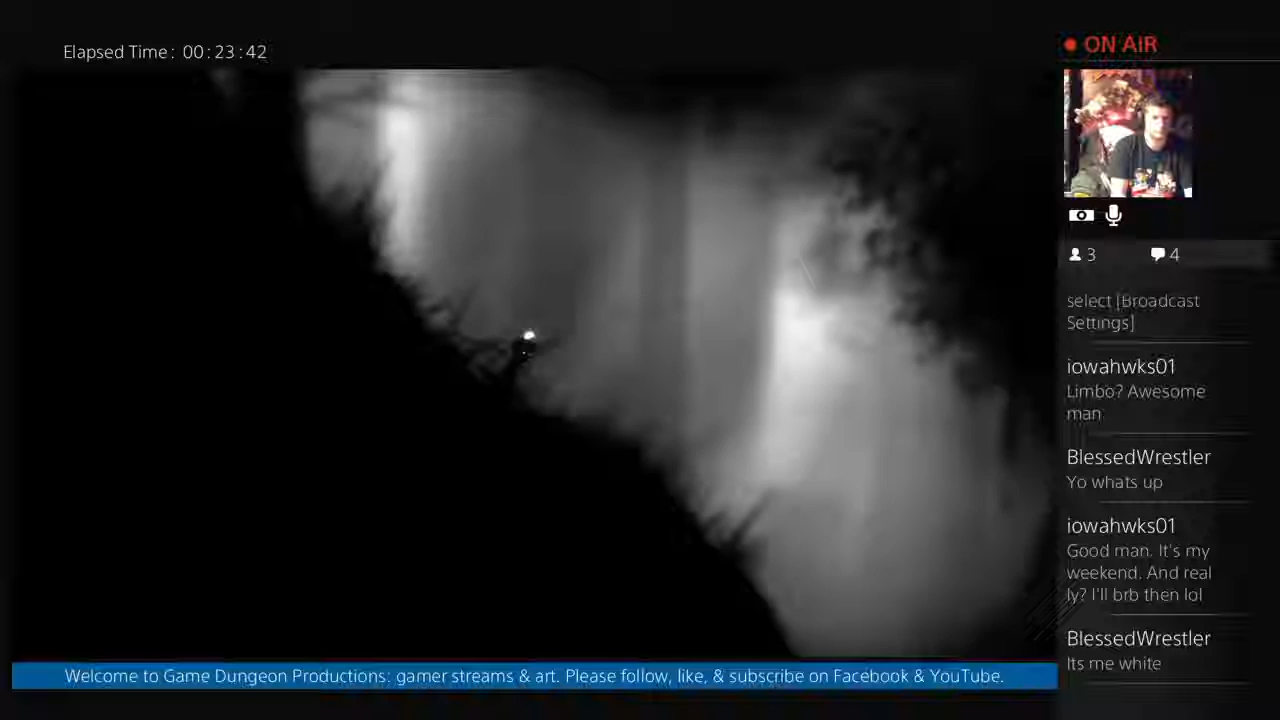 Elapsed Time: 00:23:42
ON AIR
3
4
select [Broadcast
Settings]
iowahwks01
Limbo? Awesome
man
BlessedWrestler
Yo whats up
iowahwks01
Good man. It's my
weekend. And real
ly? I'll brb then lol
BlessedWrestler
Its me white
Welcome to Game Dungeon Productions: gamer streams & art. Please follow, like, & subscribe on Facebook & YouTube.